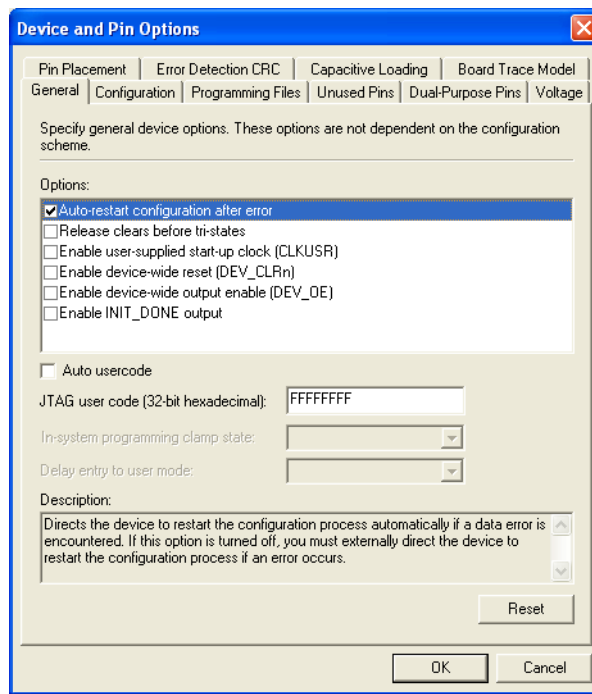 Device and Pin Options
Pin Placement Error Detection CRC Capacitive Loading Board Trace Model
General Configuration Programming Files Unused Pins Dual-Purpose Pins Voltage
Specify general device options. These options are not dependent on the configuration
scheme.
Options:
Auto-restart configuration after error
Release clears before tri-states
Enable user-supplied start-up clock (CLKUSR)
Enable device-wide reset (DEV_CLRn)
Enable device-wide output enable (DEV_OE)
Enable INIT_DONE output
Auto usercode
JTAG user code (32-bit hexadecimal): FFFFFFFF
In-system programming clamp state:
Delay entry to user mode:
Description:
Directs the device to restart the configuration process automatically if a data error is
encountered. If this option is turned off, you must externally direct the device to
restart the configuration process if an error occurs.
Reset
OK Cancel